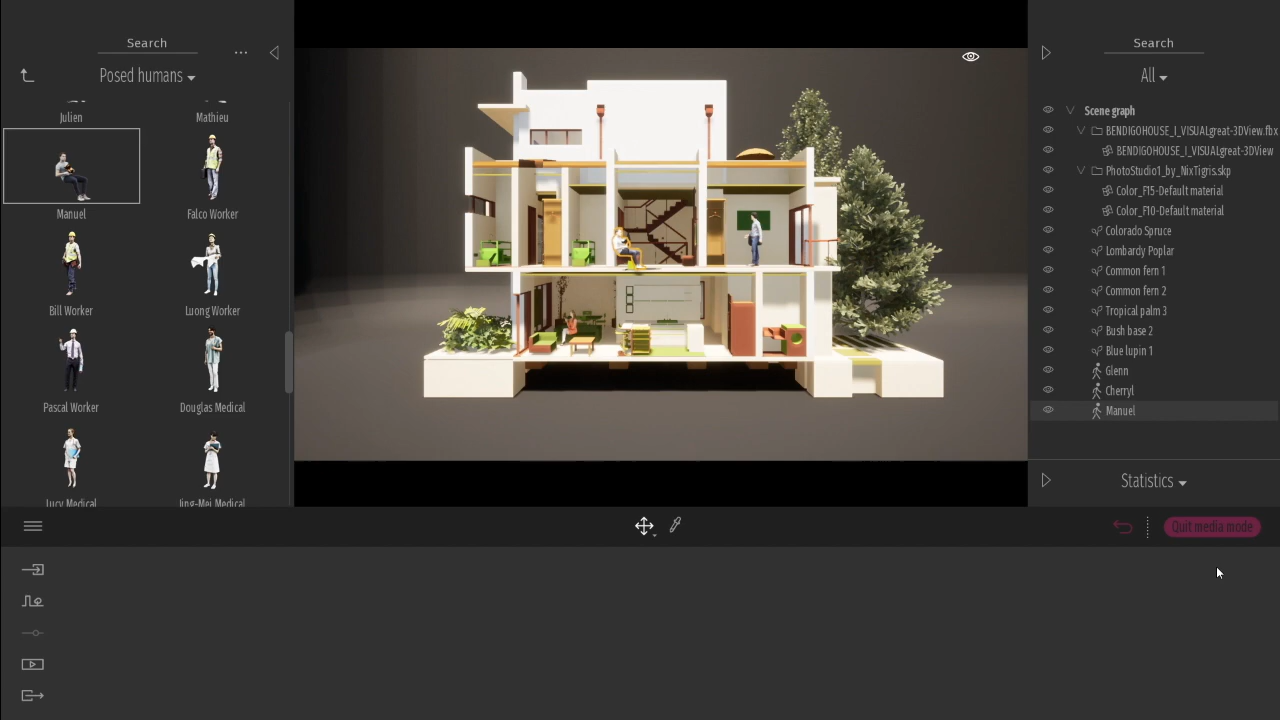 Search
Posed humans
Julien
Mathieu
Manuel
Falco Worker
Bill Worker
Luong Worker
Pascal Worker
Douglas Medical
Lucy Medical
Jing-Mei Medical
Search
All
Scene graph
BENDIGOHOUSE_I_VISUALgreat-3DView.fbx
BENDIGOHOUSE_I_VISUALgreat-3DView
PhotoStudio1_by_NixTigris.skp
Color_F15-Default material
Color_F10-Default material
Colorado Spruce
Lombardy Poplar
Common fern 1
Common fern 2
Tropical palm 3
Bush base 2
Blue lupin 1
Glenn
Cherryl
Manuel
Statistics
Quit media mode